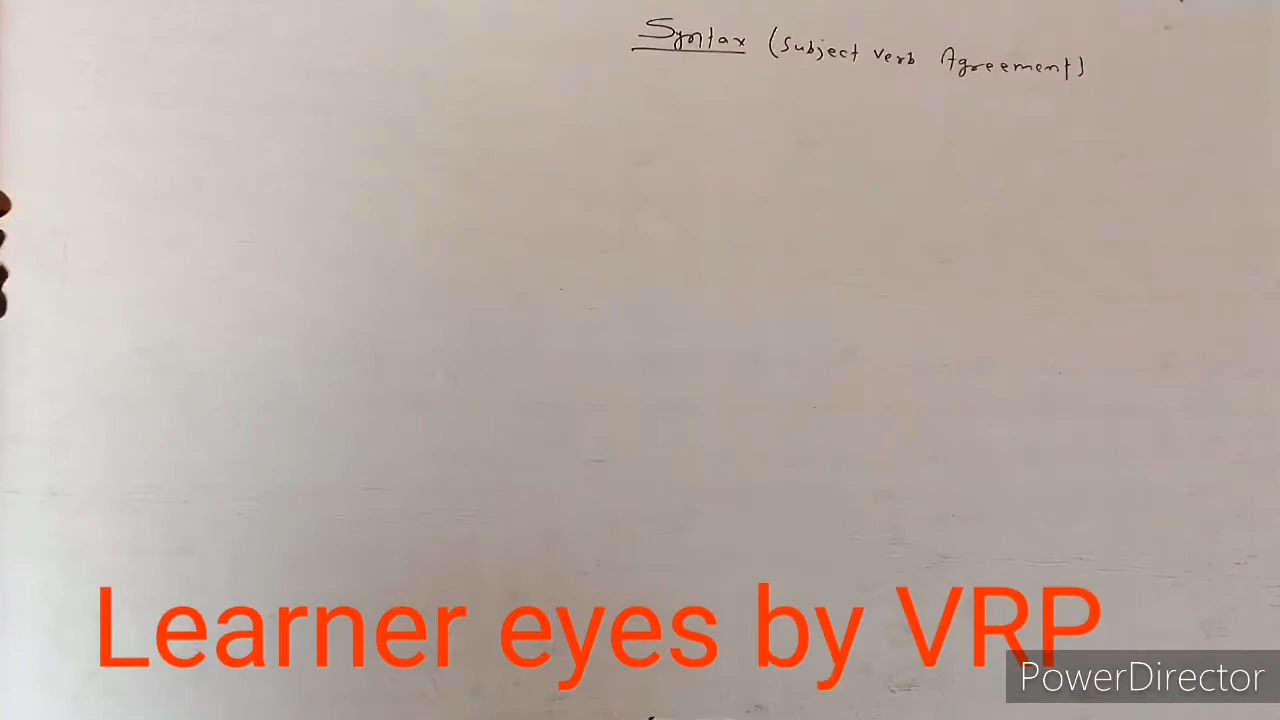 Syntax (Subject verb Agreement)
Learner eyes by VRP
PowerDirector